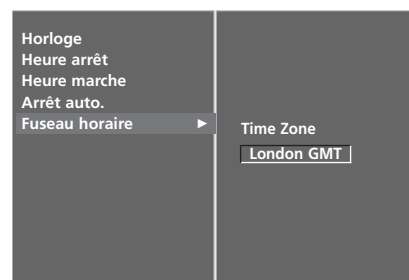 Horloge
Heure arrêt
Heure marche
Arrêt auto.
Fuseau horaire ►
Time Zone
London GMT